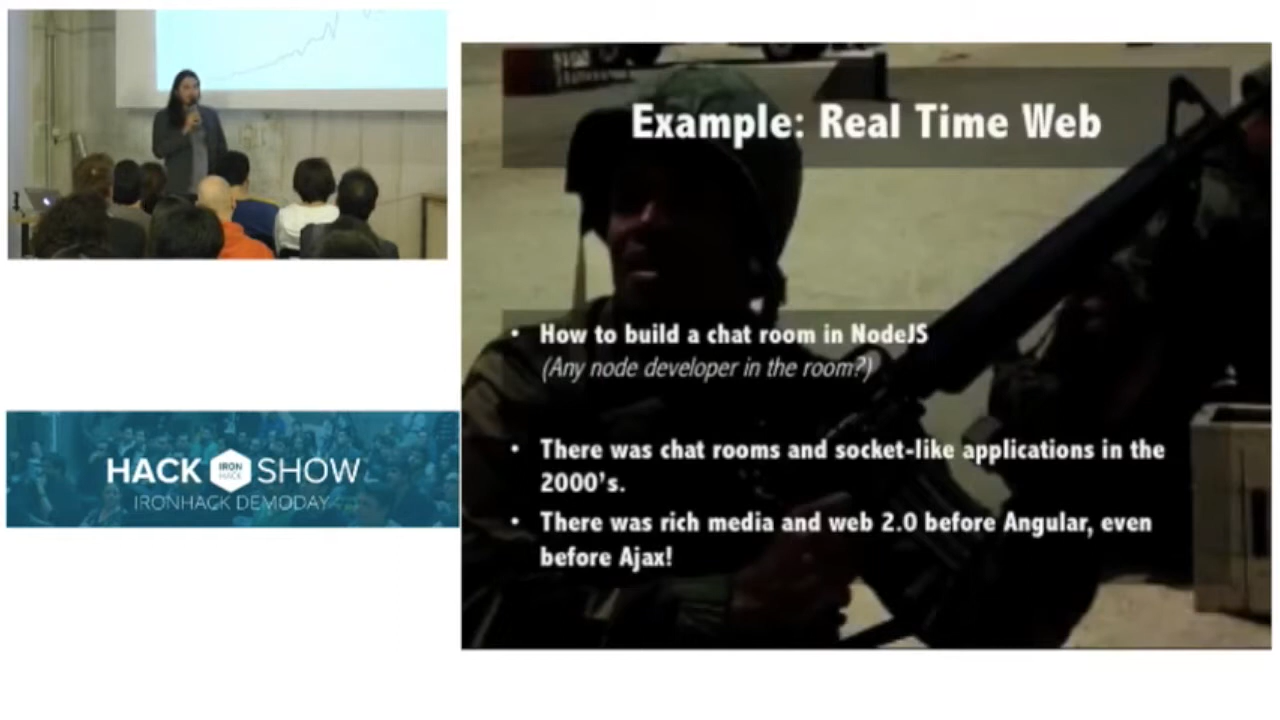 Example: Real Time Web
• How to build a chat room in NodeJS
(Any node developer in the room?)
• There was chat rooms and socket-like applications in the
2000's.
• There was rich media and web 2.0 before Angular, even
before Ajax!
HACK IRON HACK SHOW
IRONHACK DEMODAY